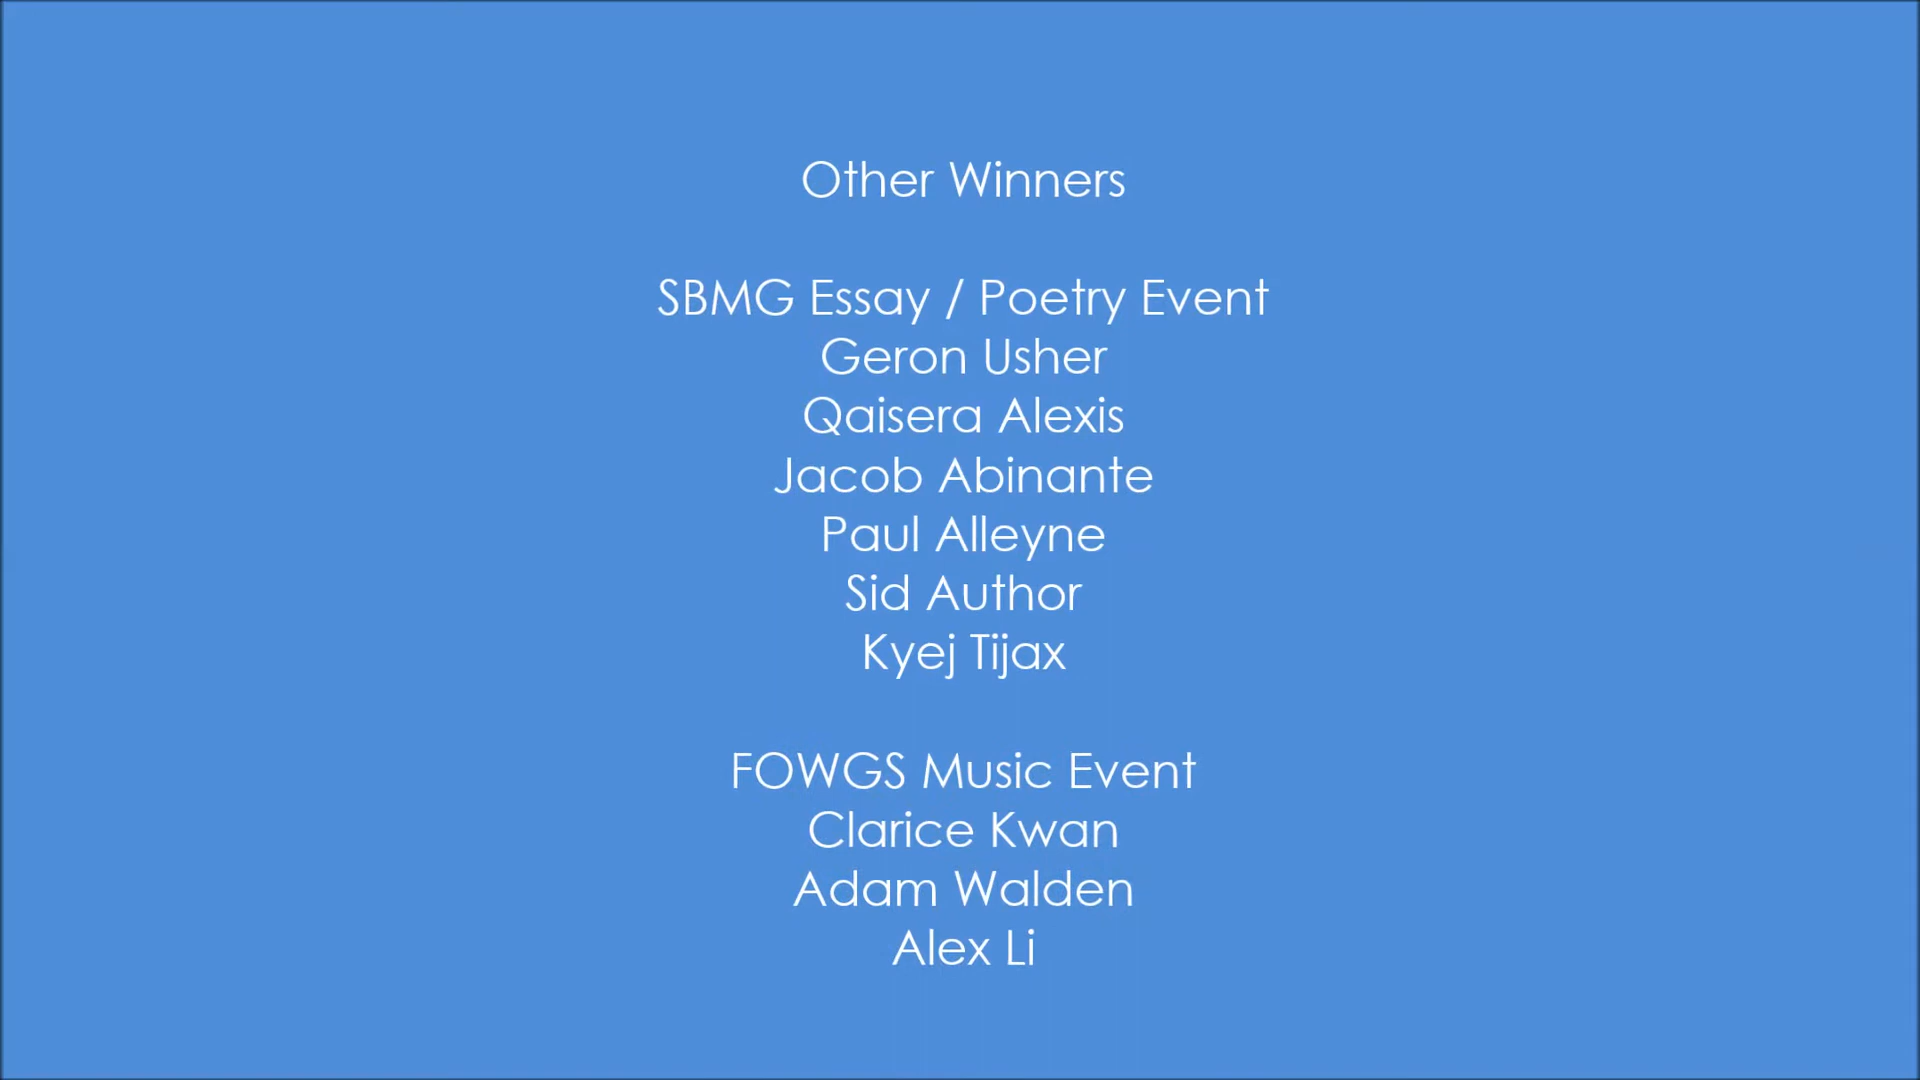 Other Winners
SBMG Essay / Poetry Event
Geron Usher
Qaisera Alexis
Jacob Abinante
Paul Alleyne
Sid Author
Kyej Tijax
FOWGS Music Event
Clarice Kwan
Adam Walden
Alex Li